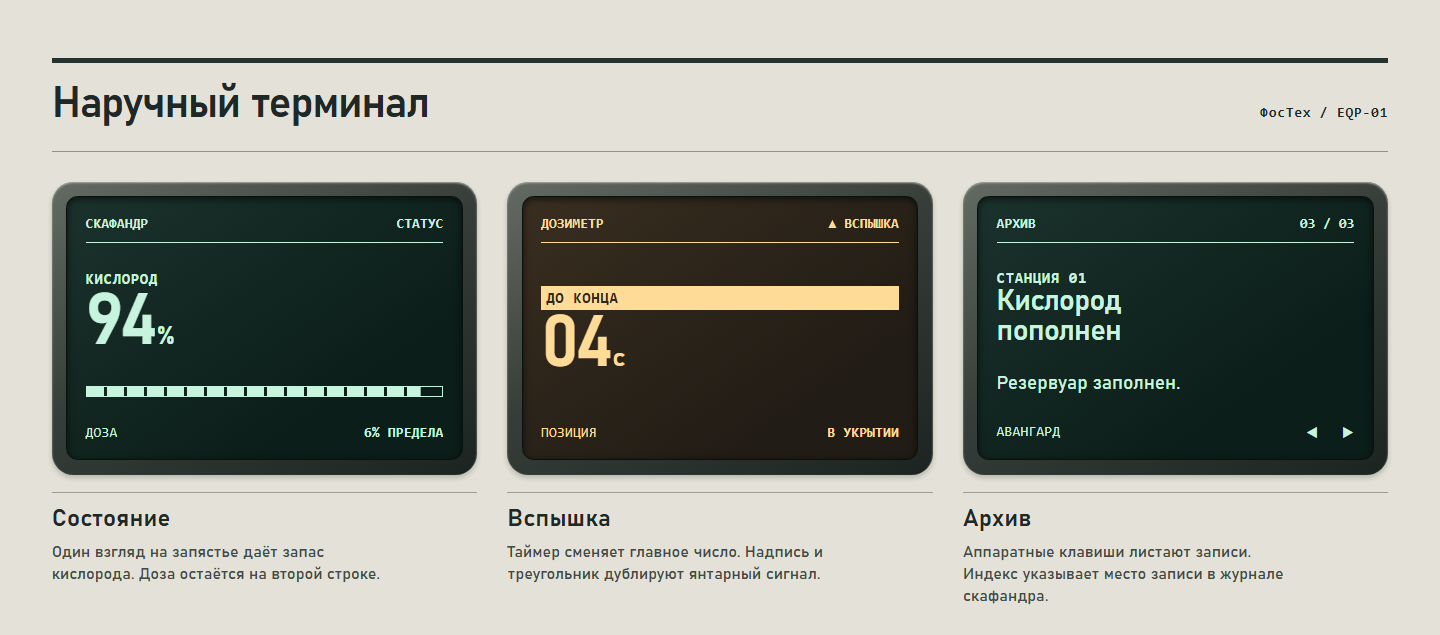 Наручный терминал
ФосТех / EQP-01
СКАФАНДР
СТАТУС
КИСЛОРОД
94%
ДОЗА
6% ПРЕДЕЛА
Состояние
Один взгляд на запястье даёт запас
кислорода. Доза остаётся на второй строке.
ДОЗИМЕТР
▲ ВСПЫШКА
ДО КОНЦА
04с
ПОЗИЦИЯ
В УКРЫТИИ
Вспышка
Таймер сменяет главное число. Надпись и
треугольник дублируют янтарный сигнал.
АРХИВ
03 / 03
СТАНЦИЯ 01
Кислород
пополнен
Резервуар заполнен.
АВАНГАРД
◀ ▶
Архив
Аппаратные клавиши листают записи.
Индекс указывает место записи в журнале
скафандра.